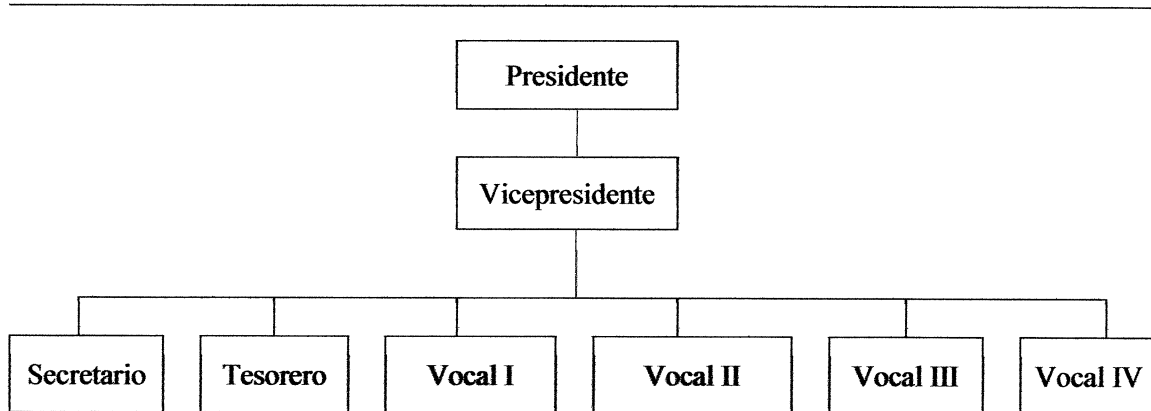 Presidente
Vicepresidente
Secretario Tesorero Vocal I Vocal II Vocal III Vocal IV